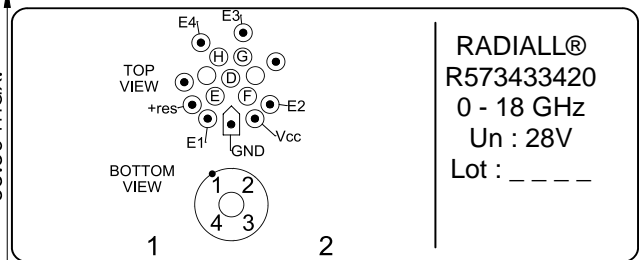 E4
E3
H
G
TOP
VIEW
D
E
F
+res
E2
E1
Vcc
GND
BOTTOM
VIEW
1 2
4 3
1
2
RADIALL®
R573433420
0 - 18 GHz
Un : 28V
Lot : _ _ _ _